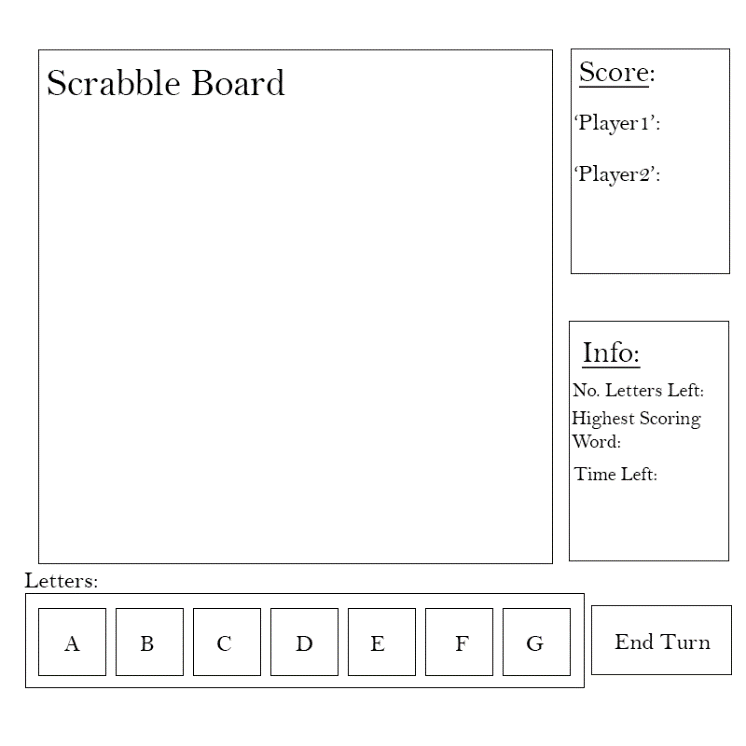 Scrabble Board
Score:
‘Player1’:
‘Player2’:
Info:
No. Letters Left:
Highest Scoring
Word:
Time Left:
Letters:
A B C D E F G
End Turn